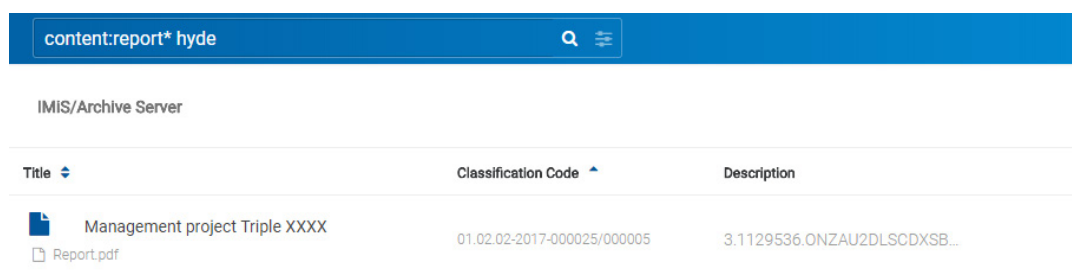 content:report* hyde
IMiS/Archive Server
Title Classification Code Description
Management project Triple XXXX
01.02.02-2017-000025/000005 3.1129536.ONZAU2DLSCDXSB...
Report.pdf